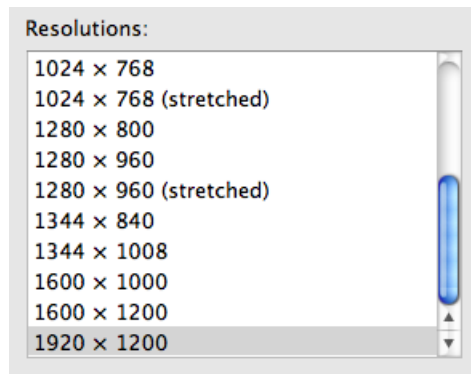 Resolutions:
1024 × 768
1024 × 768 (stretched)
1280 × 800
1280 × 960
1280 × 960 (stretched)
1344 × 840
1344 × 1008
1600 × 1000
1600 × 1200
1920 × 1200